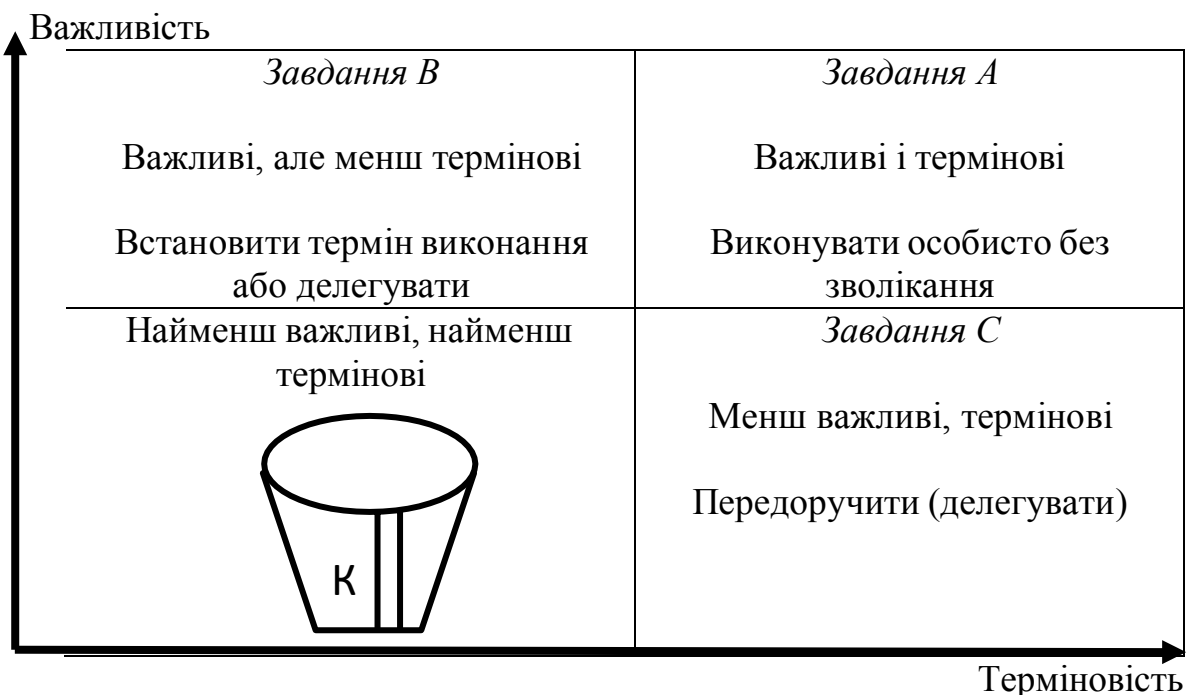 Важливість
Завдання В
Важливі, але менш термінові
Встановити термін виконання
або делегувати
Завдання А
Важливі і термінові
Виконувати особисто без
зволікання
Найменш важливі, найменш
термінові
К
Завдання С
Менш важливі, термінові
Передоручити (делегувати)
Терміновість